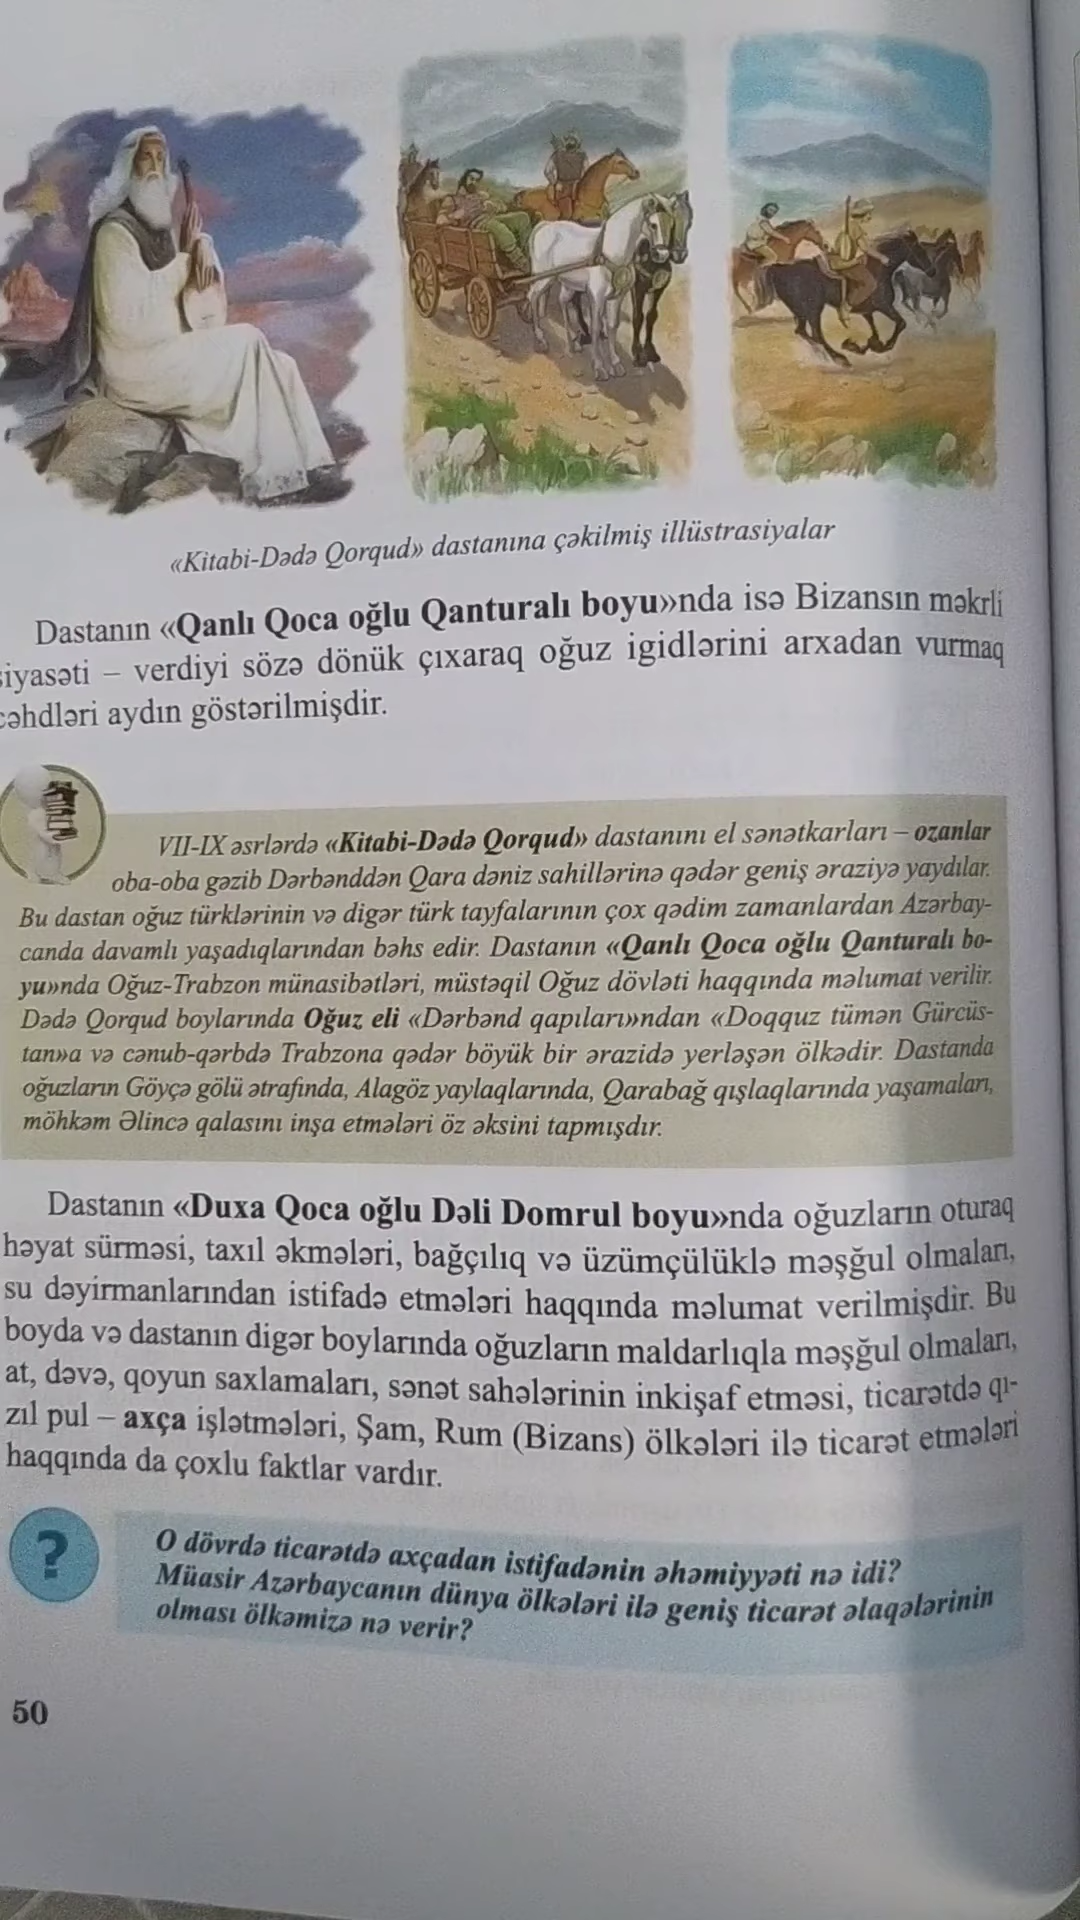 «Kitabi-Dədə Qorqud» dastanına çəkilmiş illüstrasiyalar
Dastanın «Qanlı Qoca oğlu Qanturalı boyu»nda isə Bizansın məkrli
siyasəti – verdiyi sözə dönük çıxaraq oğuz igidlərini arxadan vurmaq
cəhdləri aydın göstərilmişdir.
VII-IX əsrlərdə «Kitabi-Dədə Qorqud» dastanını el sənətkarları – ozanlar
oba-oba gəzib Dərbənddən Qara dəniz sahillərinə qədər geniş əraziyə yaydılar.
Bu dastan oğuz türklərinin və digər türk tayfalarının çox qədim zamanlardan Azərbay-
canda davamlı yaşadıqlarından bəhs edir. Dastanın «Qanlı Qoca oğlu Qanturalı bo-
yu»nda Oğuz-Trabzon münasibətləri, müstəqil Oğuz dövləti haqqında məlumat verilir.
Dədə Qorqud boylarında Oğuz eli «Dərbənd qapıları»ndan «Doqquz tümən Gürcüs-
tan»a və cənub-qərbdə Trabzona qədər böyük bir ərazidə yerləşən ölkədir. Dastanda
oğuzların Göyçə gölü ətrafında, Alagöz yaylaqlarında, Qarabağ qışlaqlarında yaşamaları,
möhkəm Əlincə qalasını inşa etmələri öz əksini tapmışdır.
Dastanın «Duxa Qoca oğlu Dəli Domrul boyu»nda oğuzların oturaq
həyat sürməsi, taxıl əkmələri, bağçılıq və üzümçülüklə məşğul olmaları,
su dəyirmanlarından istifadə etmələri haqqında məlumat verilmişdir. Bu
boyda və dastanın digər boylarında oğuzların maldarlıqla məşğul olmaları,
at, dəvə, qoyun saxlamaları, sənət sahələrinin inkişaf etməsi, ticarətdə qı-
zıl pul – axça işlətmələri, Şam, Rum (Bizans) ölkələri ilə ticarət etmələri
haqqında da çoxlu faktlar vardır.
?
O dövrdə ticarətdə axçadan istifadənin əhəmiyyəti nə idi?
Müasir Azərbaycanın dünya ölkələri ilə geniş ticarət əlaqələrinin
olması ölkəmizə nə verir?
50